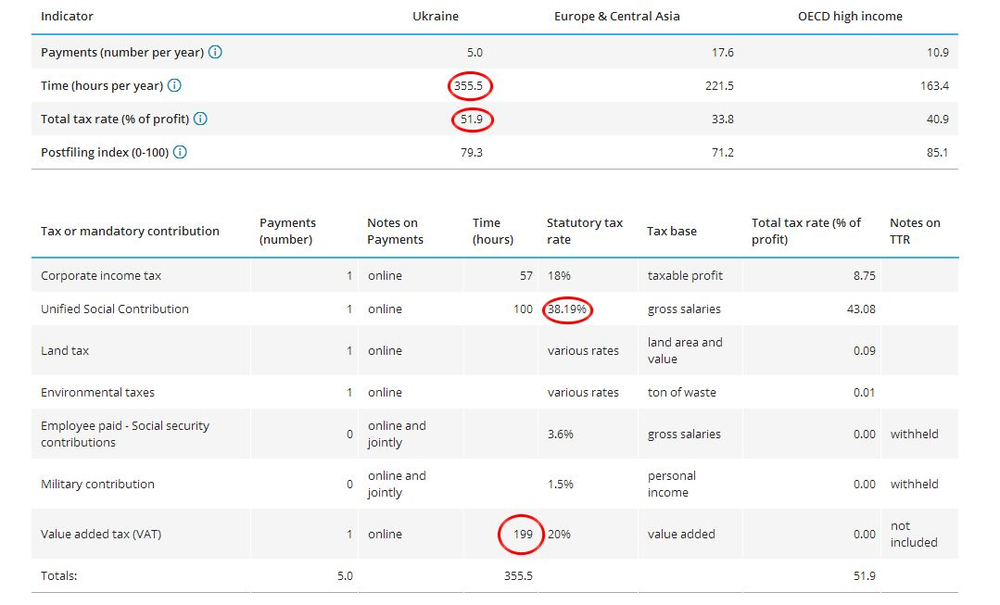 Indicator Ukraine Europe & Central Asia OECD high income
Payments (number per year) 5.0 17.6 10.9
Time (hours per year) 355.5 221.5 163.4
Total tax rate (% of profit) 51.9 33.8 40.9
Postfiling index (0-100) 79.3 71.2 85.1
Tax or mandatory contribution Payments (number) Notes on Payments Time (hours) Statutory tax rate Tax base Total tax rate (% of profit) Notes on TTR
Corporate income tax 1 online 57 18% taxable profit 8.75
Unified Social Contribution 1 online 100 38.19% gross salaries 43.08
Land tax 1 online various rates land area and value 0.09
Environmental taxes 1 online various rates ton of waste 0.01
Employee paid - Social security contributions 0 online and jointly 3.6% gross salaries 0.00 withheld
Military contribution 0 online and jointly 1.5% personal income 0.00 withheld
Value added tax (VAT) 1 online 199 20% value added 0.00 not included
Totals: 5.0 355.5 51.9